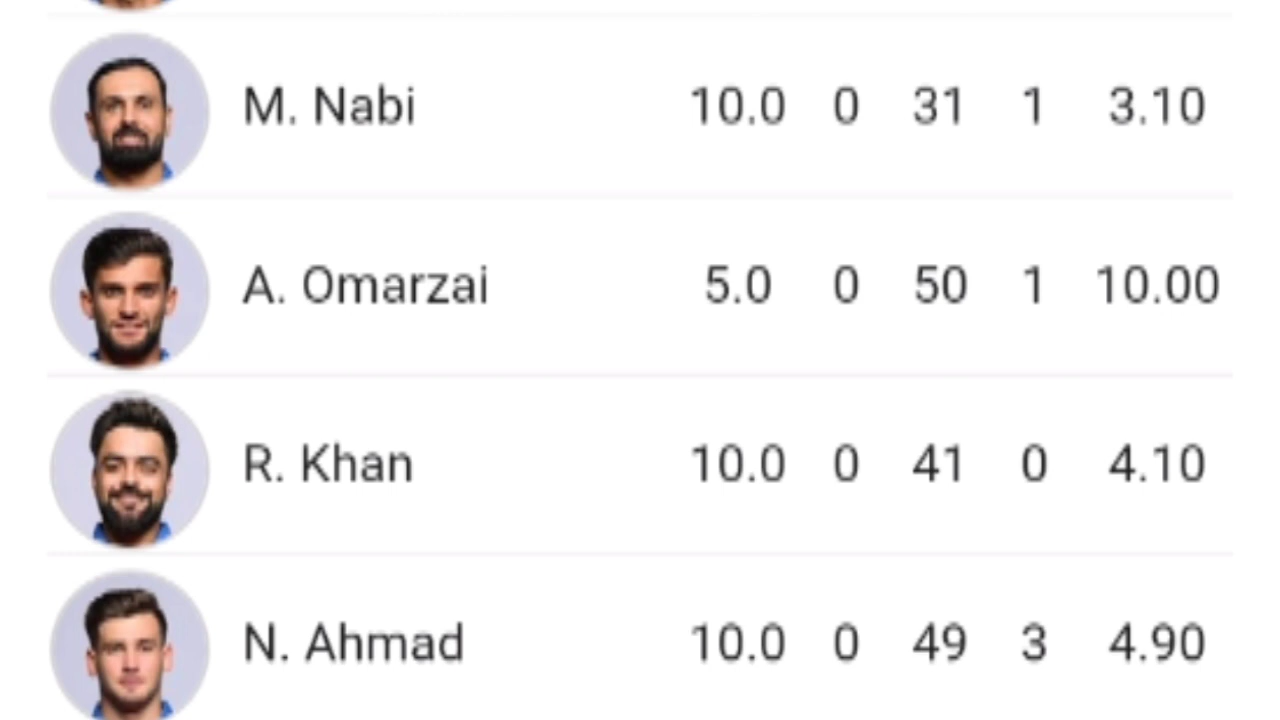 M. Nabi 10.0 0 31 1 3.10
A. Omarzai 5.0 0 50 1 10.00
R. Khan 10.0 0 41 0 4.10
N. Ahmad 10.0 0 49 3 4.90